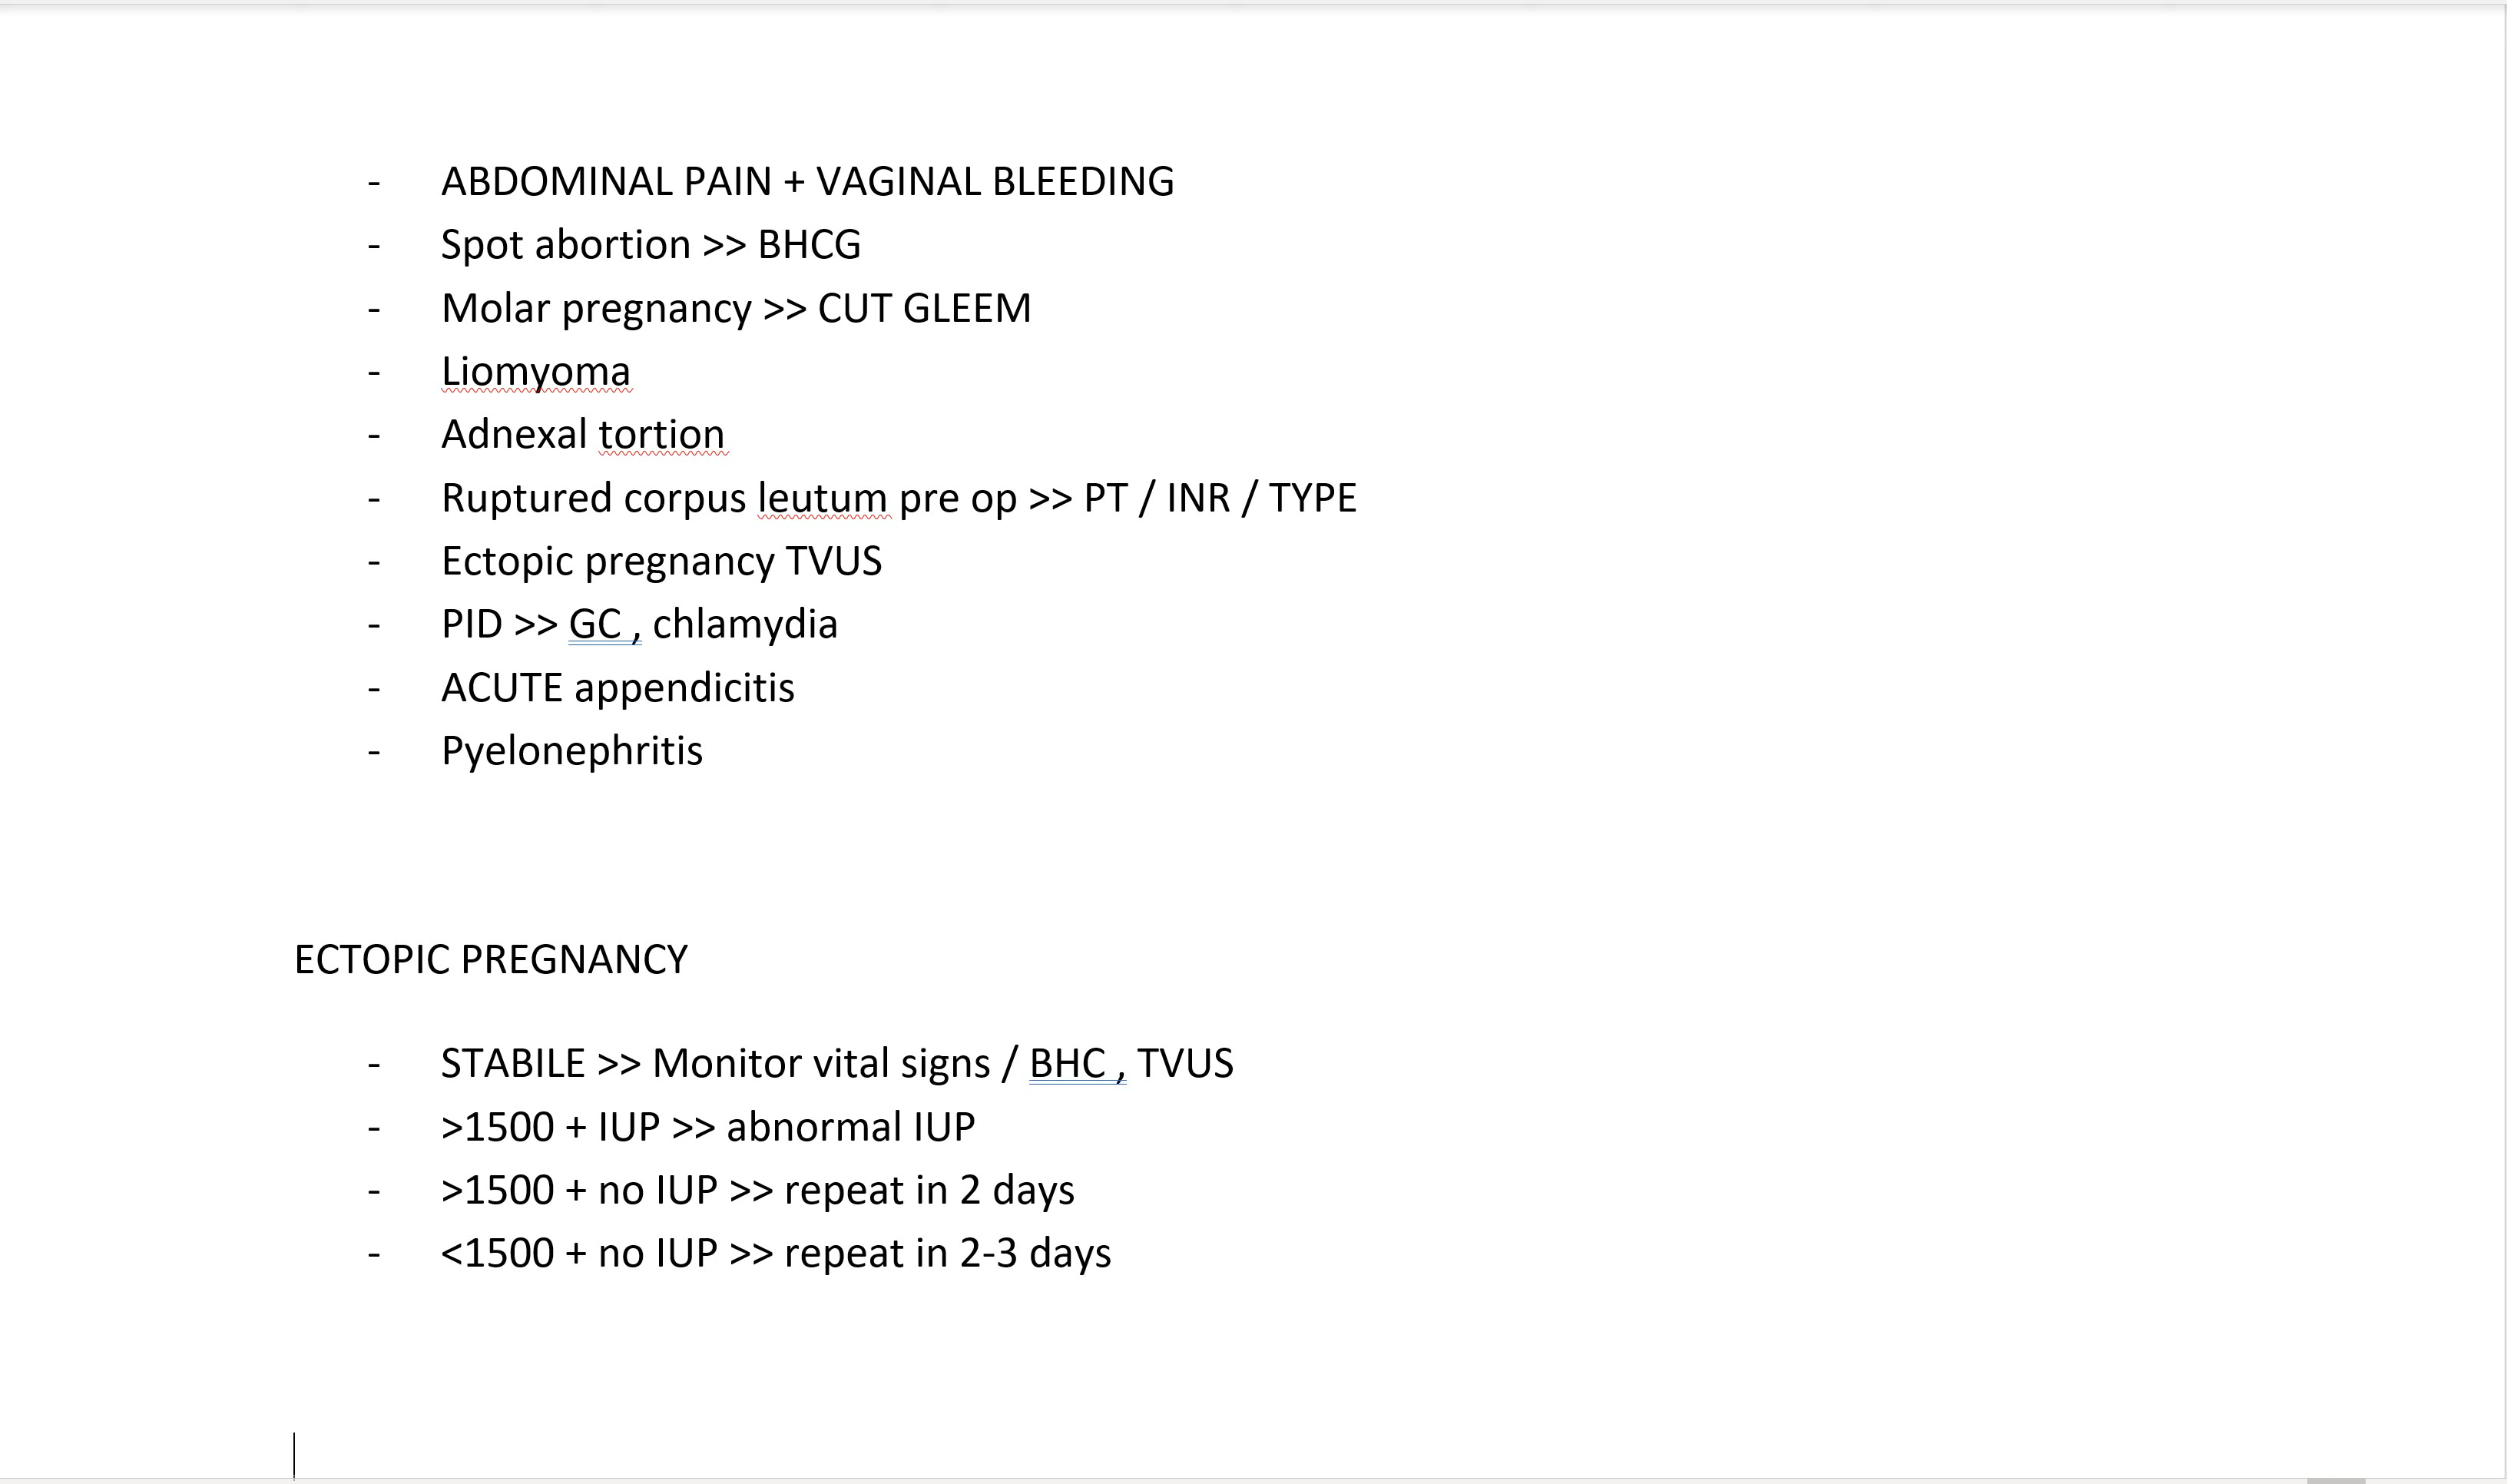 - ABDOMINAL PAIN + VAGINAL BLEEDING
- Spot abortion >> BHCG
- Molar pregnancy >> CUT GLEEM
- Liomyoma
- Adnexal tortion
- Ruptured corpus leutum pre op >> PT / INR / TYPE
- Ectopic pregnancy TVUS
- PID >> GC , chlamydia
- ACUTE appendicitis
- Pyelonephritis
ECTOPIC PREGNANCY
- STABILE >> Monitor vital signs / BHC , TVUS
- >1500 + IUP >> abnormal IUP
- >1500 + no IUP >> repeat in 2 days
- <1500 + no IUP >> repeat in 2-3 days